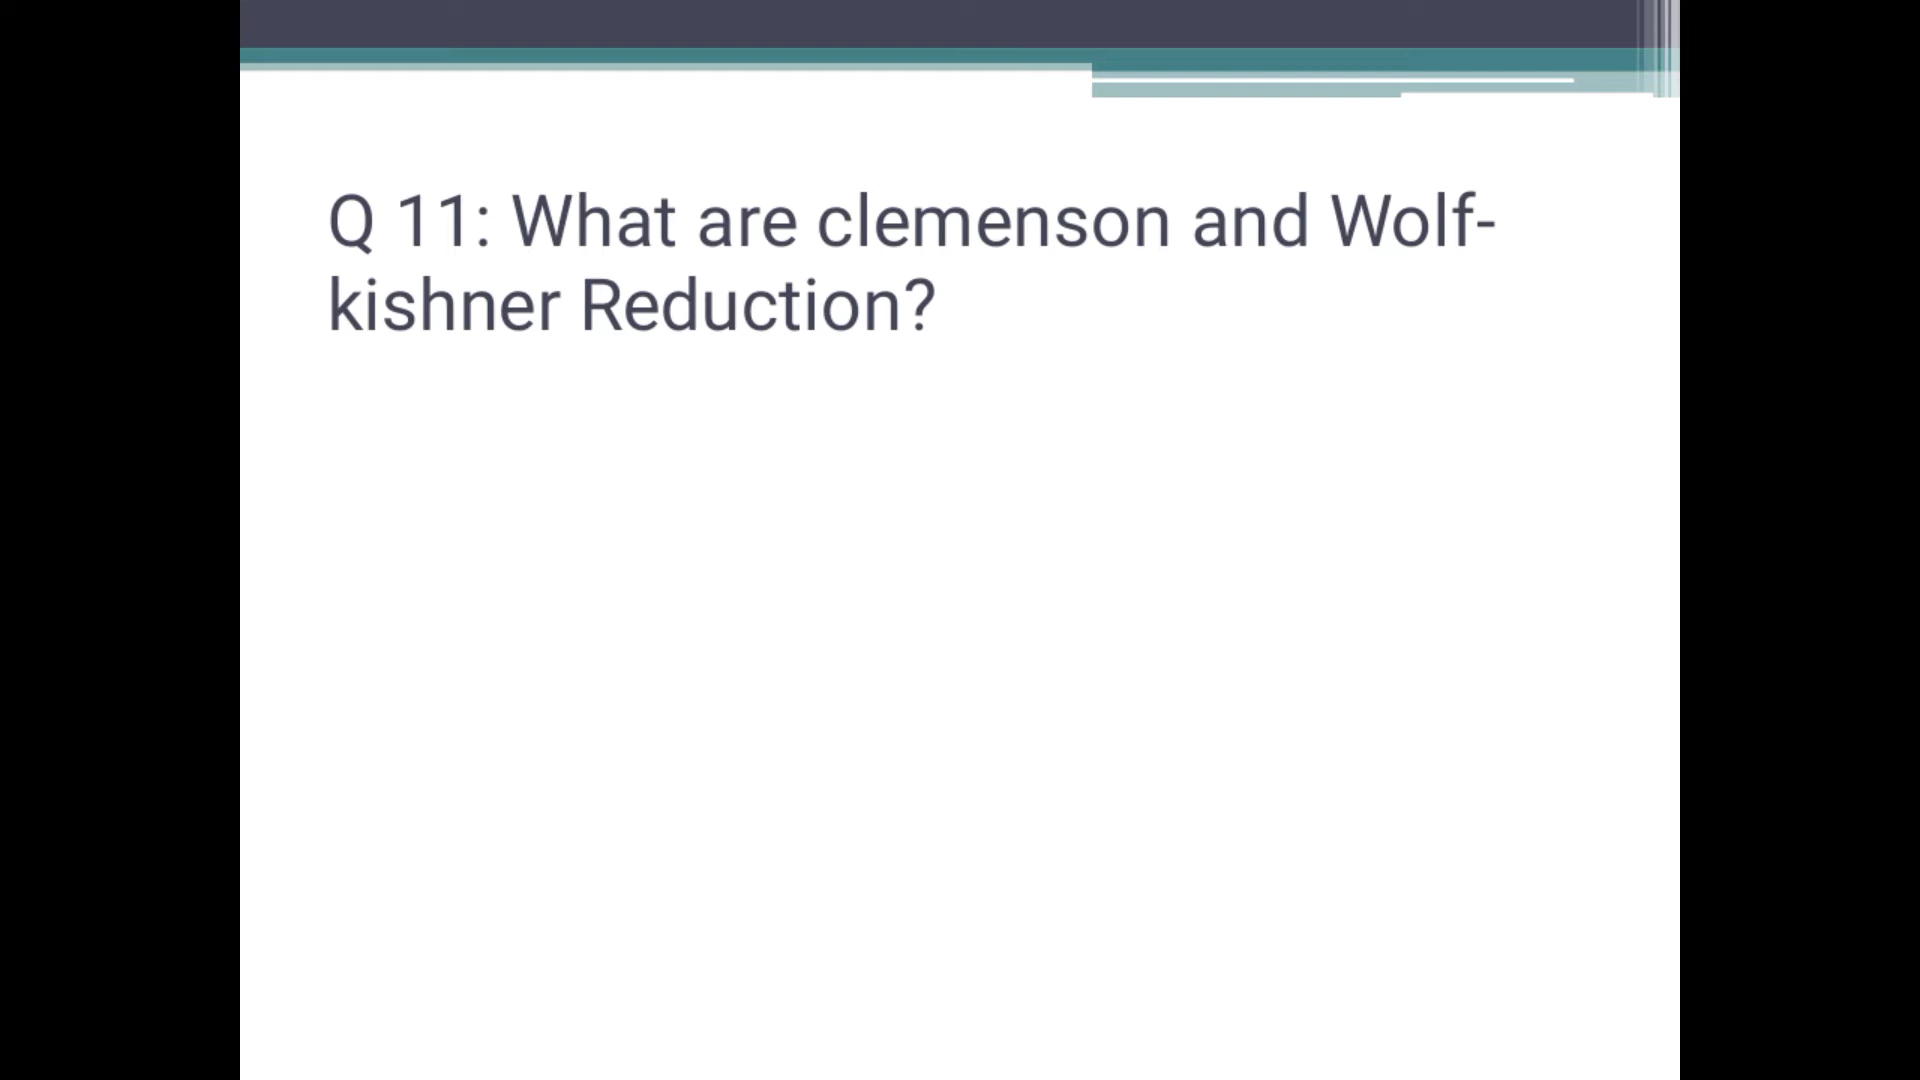 Q 11: What are clemenson and Wolf-
kishner Reduction?